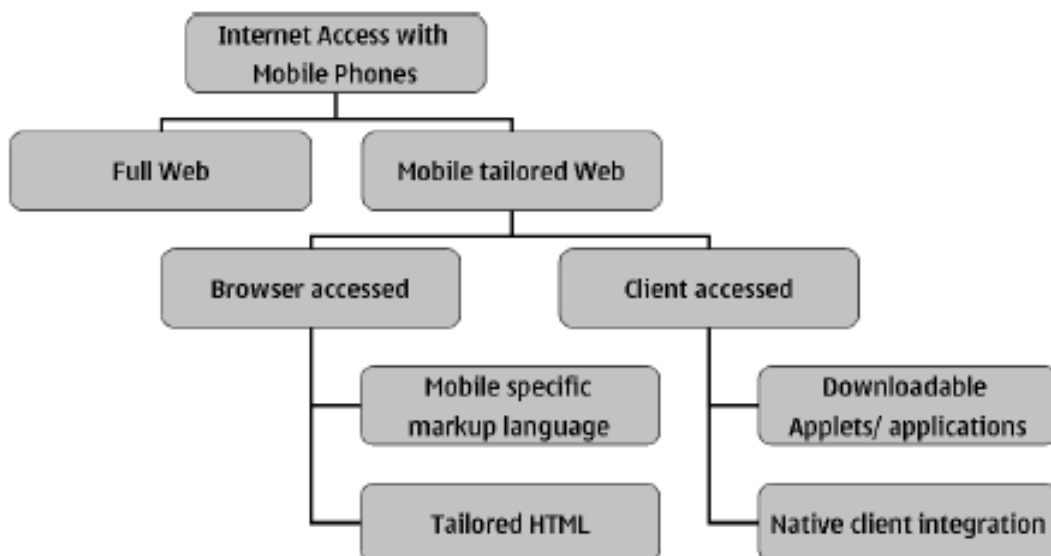 Internet Access with
Mobile Phones
Full Web
Mobile tailored Web
Browser accessed
Client accessed
Mobile specific
markup language
Downloadable
Applets/ applications
Tailored HTML
Native client integration